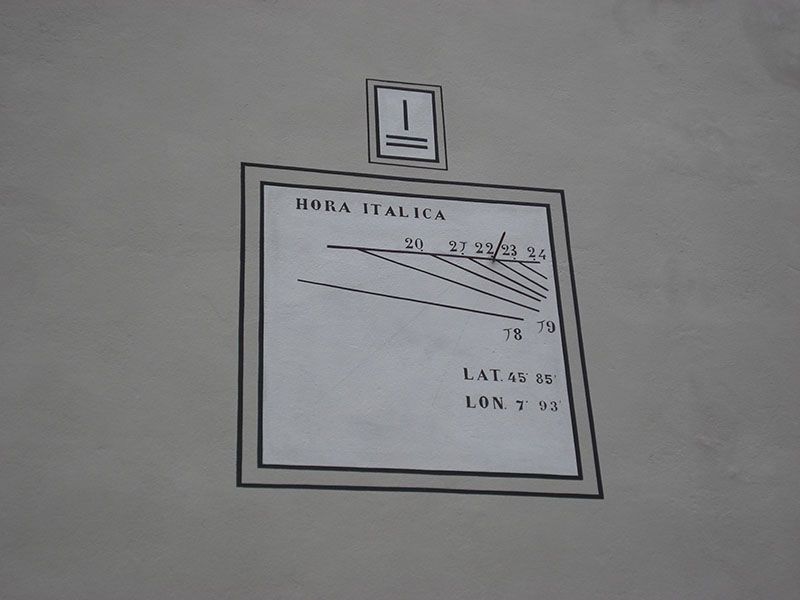 I
HORA ITALICA
20 21 22 23 24
18 19
LAT. 45° 85'
LON. 7° 93'